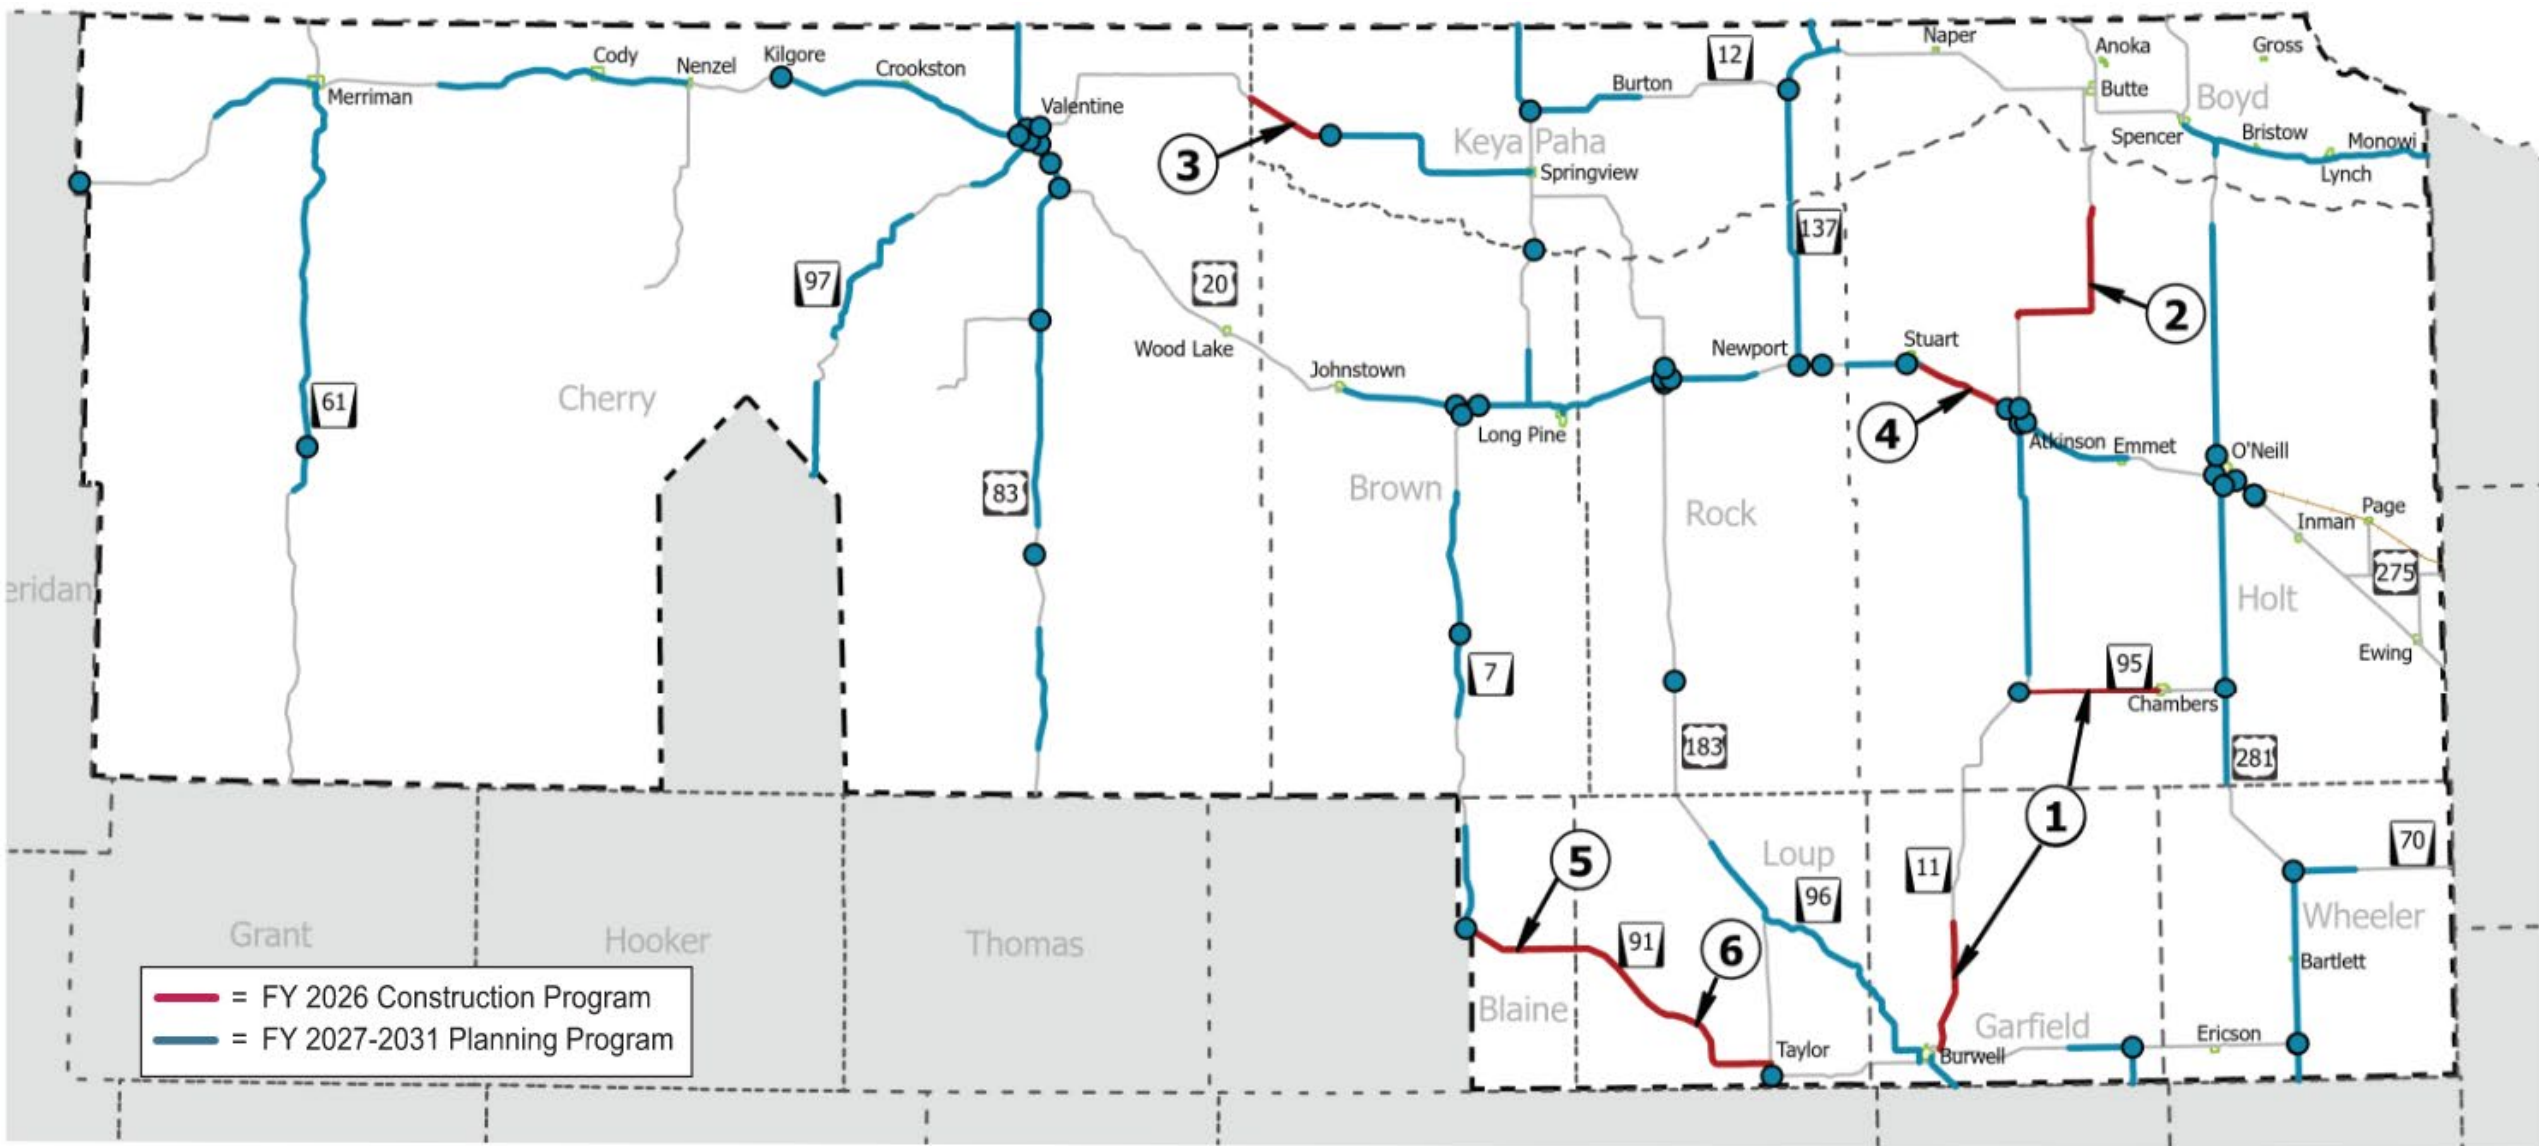 Cody
Nenzel
Kilgore
Crookston
Merriman
Valentine
12
Burton
Naper
Anoka
Gross
Butte
Boyd
Spencer
Bristow
Monowi
Lynch
3
Keya Paha
Springview
137
97
20
2
Wood Lake
Johnstown
Newport
Stuart
61
Cherry
Long Pine
4
Atkinson
Emmet
O'Neill
83
Brown
Rock
Page
Inman
275
eridan
Holt
Ewing
7
95
Chambers
183
281
1
5
Loup
11
70
96
Grant
Hooker
Thomas
91
6
Wheeler
Bartlett
= FY 2026 Construction Program
= FY 2027-2031 Planning Program
Blaine
Garfield
Ericson
Taylor
Burwell